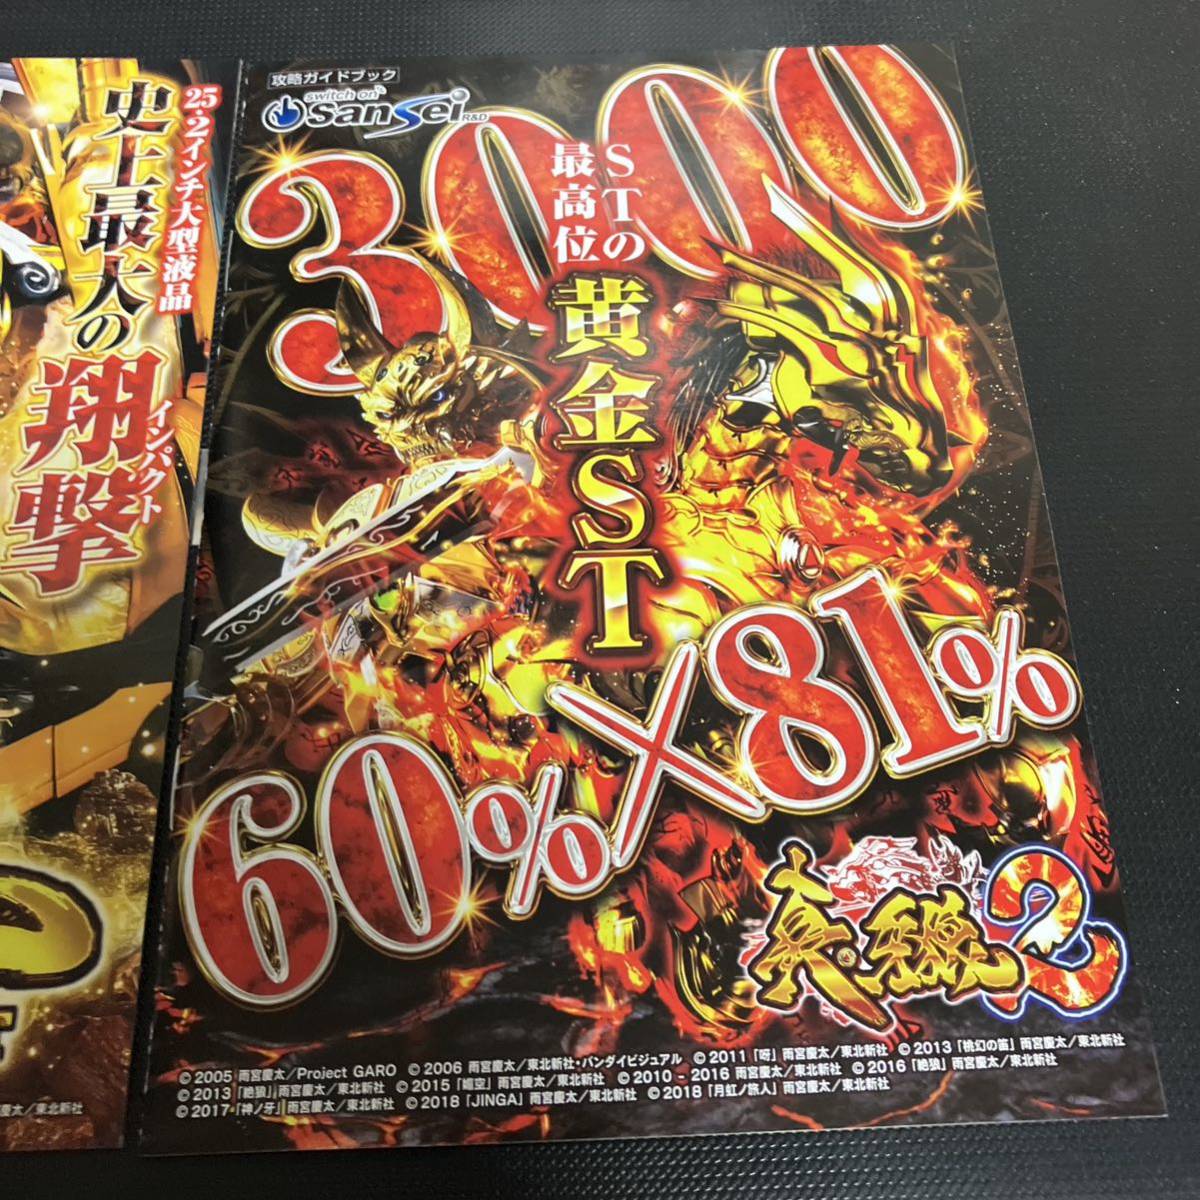 25.2インチ大型液晶
史上最大の
翔撃
インパクト
攻略ガイドブック
switch on
sansei R&D
3000
STの
最高位
黄金ST
60%×81%
真・牙狼2
©2005 雨宮慶太／Project GARO ©2006 雨宮慶太／東北新社・バンダイビジュアル ©2011「呀」雨宮慶太／東北新社 ©2013「桃幻の笛」雨宮慶太／東北新社
©2013「絶狼」雨宮慶太／東北新社 ©2015「媚空」雨宮慶太／東北新社 ©2010 - 2016 雨宮慶太／東北新社 ©2016「絶狼」雨宮慶太／東北新社
©2017「神ノ牙」雨宮慶太／東北新社 ©2018「JINGA」雨宮慶太／東北新社 ©2018「月虹ノ旅人」雨宮慶太／東北新社
慶太／東北新社